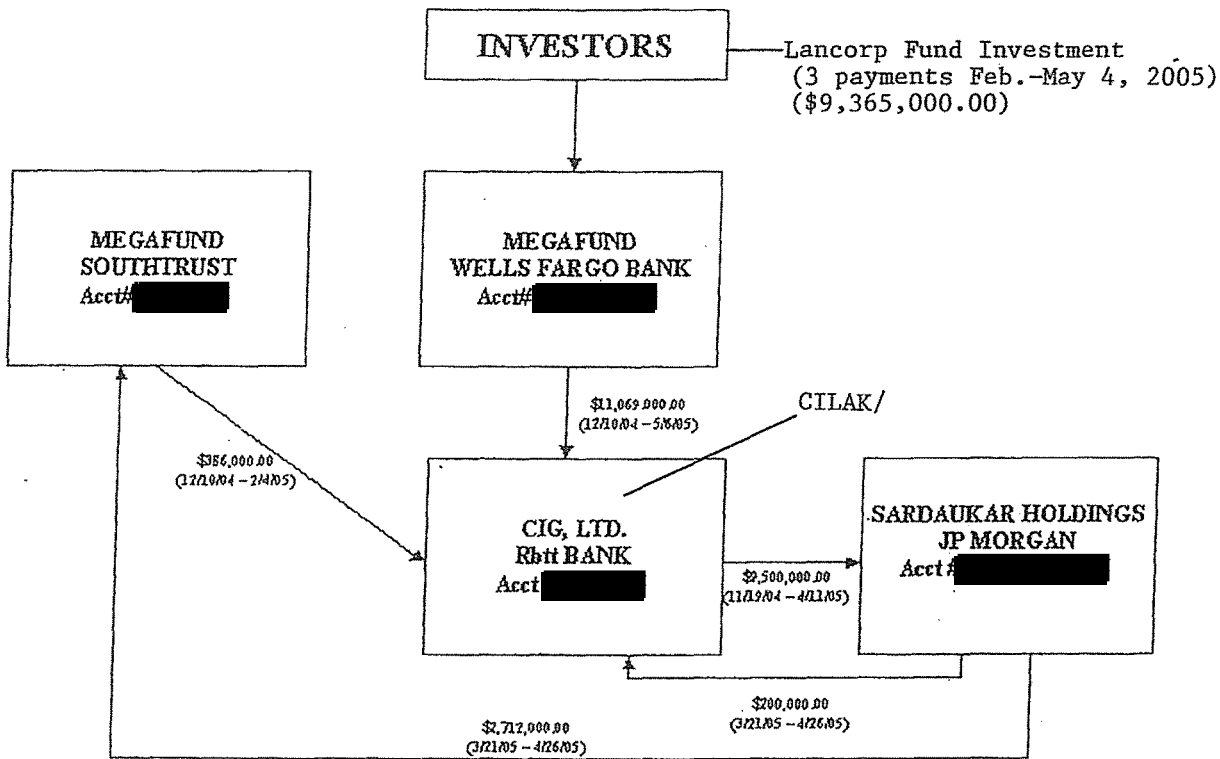 INVESTORS
Lancorp Fund Investment
(3 payments Feb.-May 4, 2005)
($9,365,000.00)
MEGAFUND
SOUTHTRUST
Acct#
MEGAFUND
WELLS FARGO BANK
Acct#
$11,069,000.00
(12/10/04 – 5/6/05)
CILAK/
$386,000.00
(12/10/04 – 2/4/05)
CIG, LTD.
Rbtt BANK
Acct
SARDAUKAR HOLDINGS
JP MORGAN
Acct #
$9,500,000.00
(11/19/04 – 4/11/05)
$200,000.00
(3/21/05 – 4/26/05)
$2,712,000.00
(3/21/05 – 4/26/05)